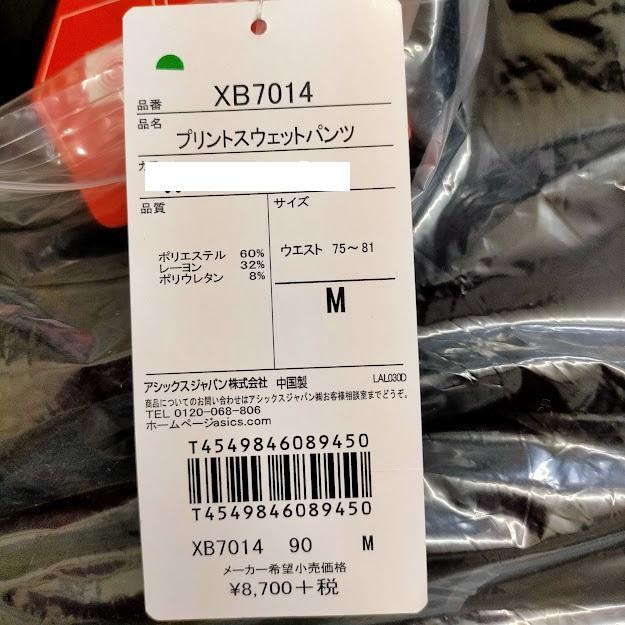 品番 XB7014
品名
プリントスウェットパンツ
カラ
品質
ポリエステル 60%
レーヨン 32%
ポリウレタン 8%
サイズ
ウエスト 75~81
M
アシックスジャパン株式会社 中国製 LAL030D
商品についてのお問い合わせはアシックスジャパン㈱お客様相談室までどうぞ。
TEL 0120-068-806
ホームページasics.com
T4549846089450
T4549846089450
XB7014 90 M
メーカー希望小売価格
¥8,700+税